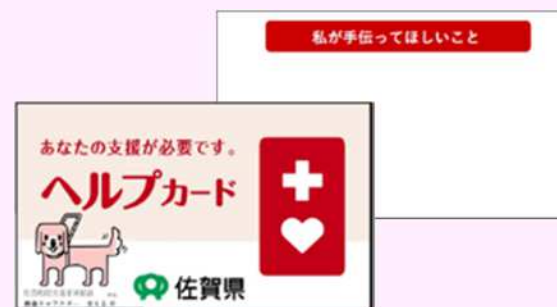 私が手伝ってほしいこと
あなたの支援が必要です。
ヘルプカード
佐賀県